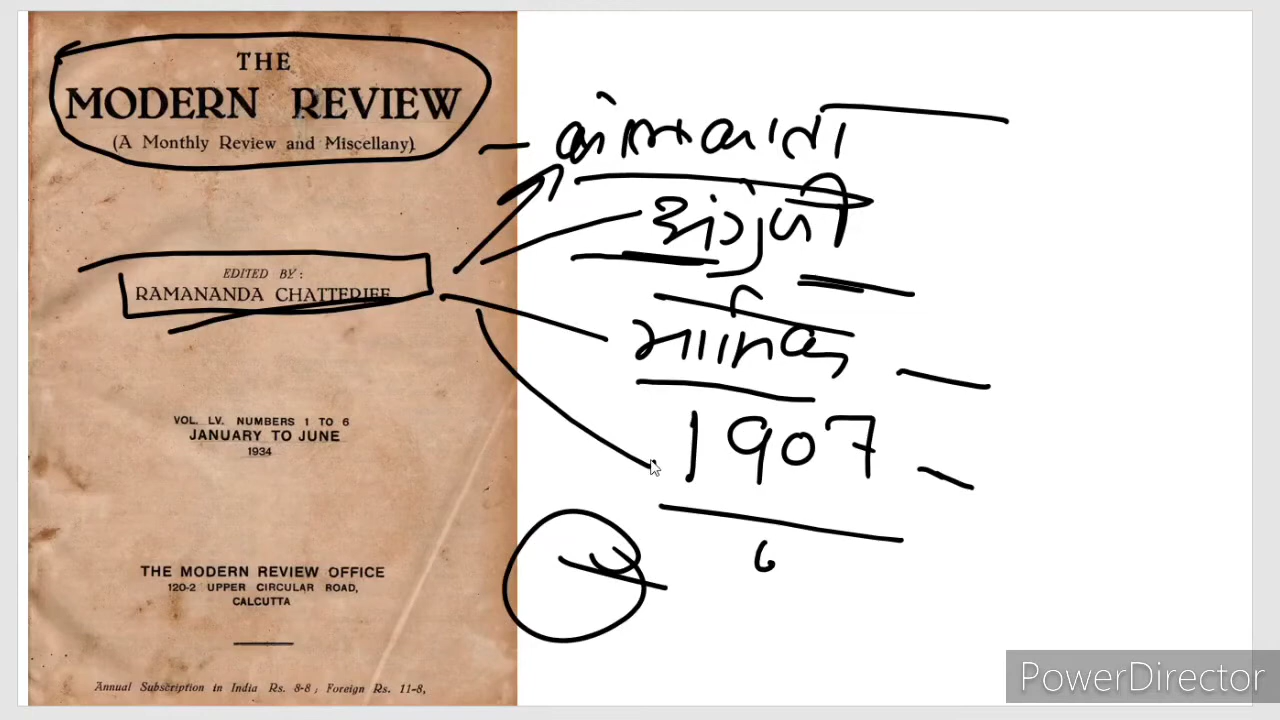 THE
MODERN REVIEW
(A Monthly Review and Miscellany)
EDITED BY:
RAMANANDA CHATTERJEE
VOL. LV. NUMBERS 1 TO 6
JANUARY TO JUNE
1934
THE MODERN REVIEW OFFICE
120-2 UPPER CIRCULAR ROAD,
CALCUTTA
Annual Subscription in India Rs. 8-8, Foreign Rs. 11-8,
કોલકાતા
અંગ્રેજી
માસિક
1907
PowerDirector